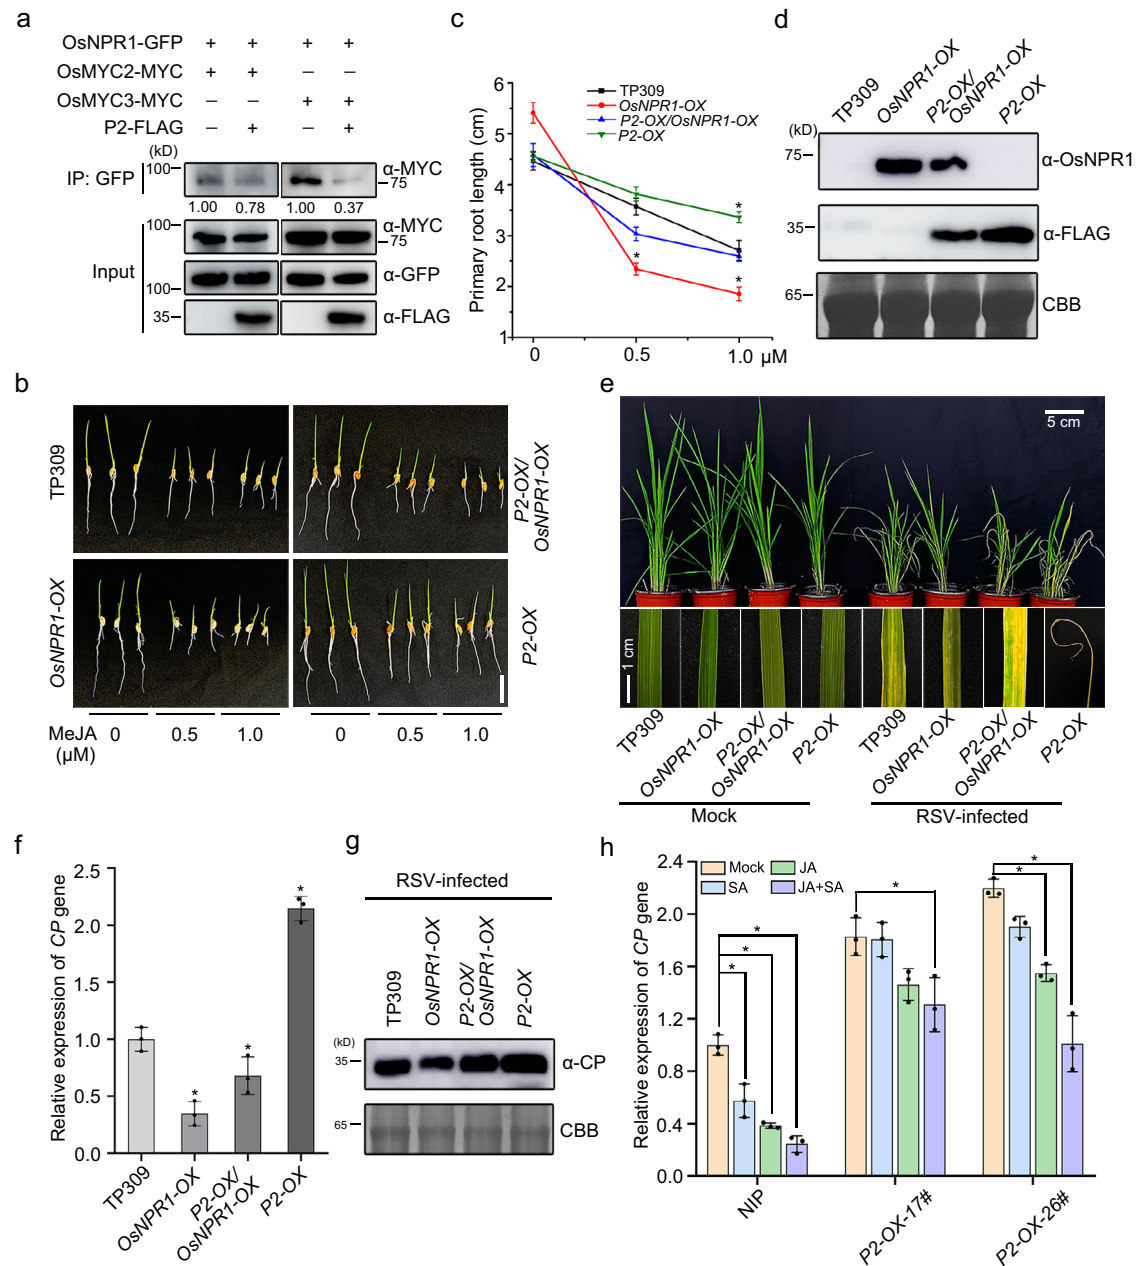 a
OsNPR1-GFP + + + +
OsMYC2-MYC + + – –
OsMYC3-MYC – – + +
P2-FLAG – + – +
(kD)
IP: GFP
100
α-MYC
75
1.00 0.78 1.00 0.37
Input
100
α-MYC
75
α-GFP
100
35
α-FLAG
b
TP309
P2-OX/
OsNPR1-OX
OsNPR1-OX
P2-OX
MeJA
(μM)
0 0.5 1.0 0 0.5 1.0
c
Primary root length (cm)
6
5
4
3
2
1
TP309
OsNPR1-OX
P2-OX/OsNPR1-OX
P2-OX
*
*
*
*
0 0.5 1.0 μM
d
TP309
OsNPR1-OX
P2-OX/
OsNPR1-OX
P2-OX
(kD)
75
α-OsNPR1
35
α-FLAG
65
CBB
e
5 cm
1 cm
TP309
OsNPR1-OX
P2-OX/
OsNPR1-OX
P2-OX
TP309
OsNPR1-OX
P2-OX/
OsNPR1-OX
P2-OX
Mock
RSV-infected
f
Relative expression of CP gene
2.5
2.0
1.5
1.0
0.5
0.0
* * *
TP309
OsNPR1-OX
P2-OX/
OsNPR1-OX
P2-OX
g
RSV-infected
TP309
OsNPR1-OX
P2-OX/
OsNPR1-OX
P2-OX
(kD)
35
α-CP
65
CBB
h
Relative expression of CP gene
2.4
2.0
1.6
1.2
0.8
0.4
0.0
Mock JA
SA JA+SA
* * *
*
* *
NIP
P2-OX-17#
P2-OX-26#